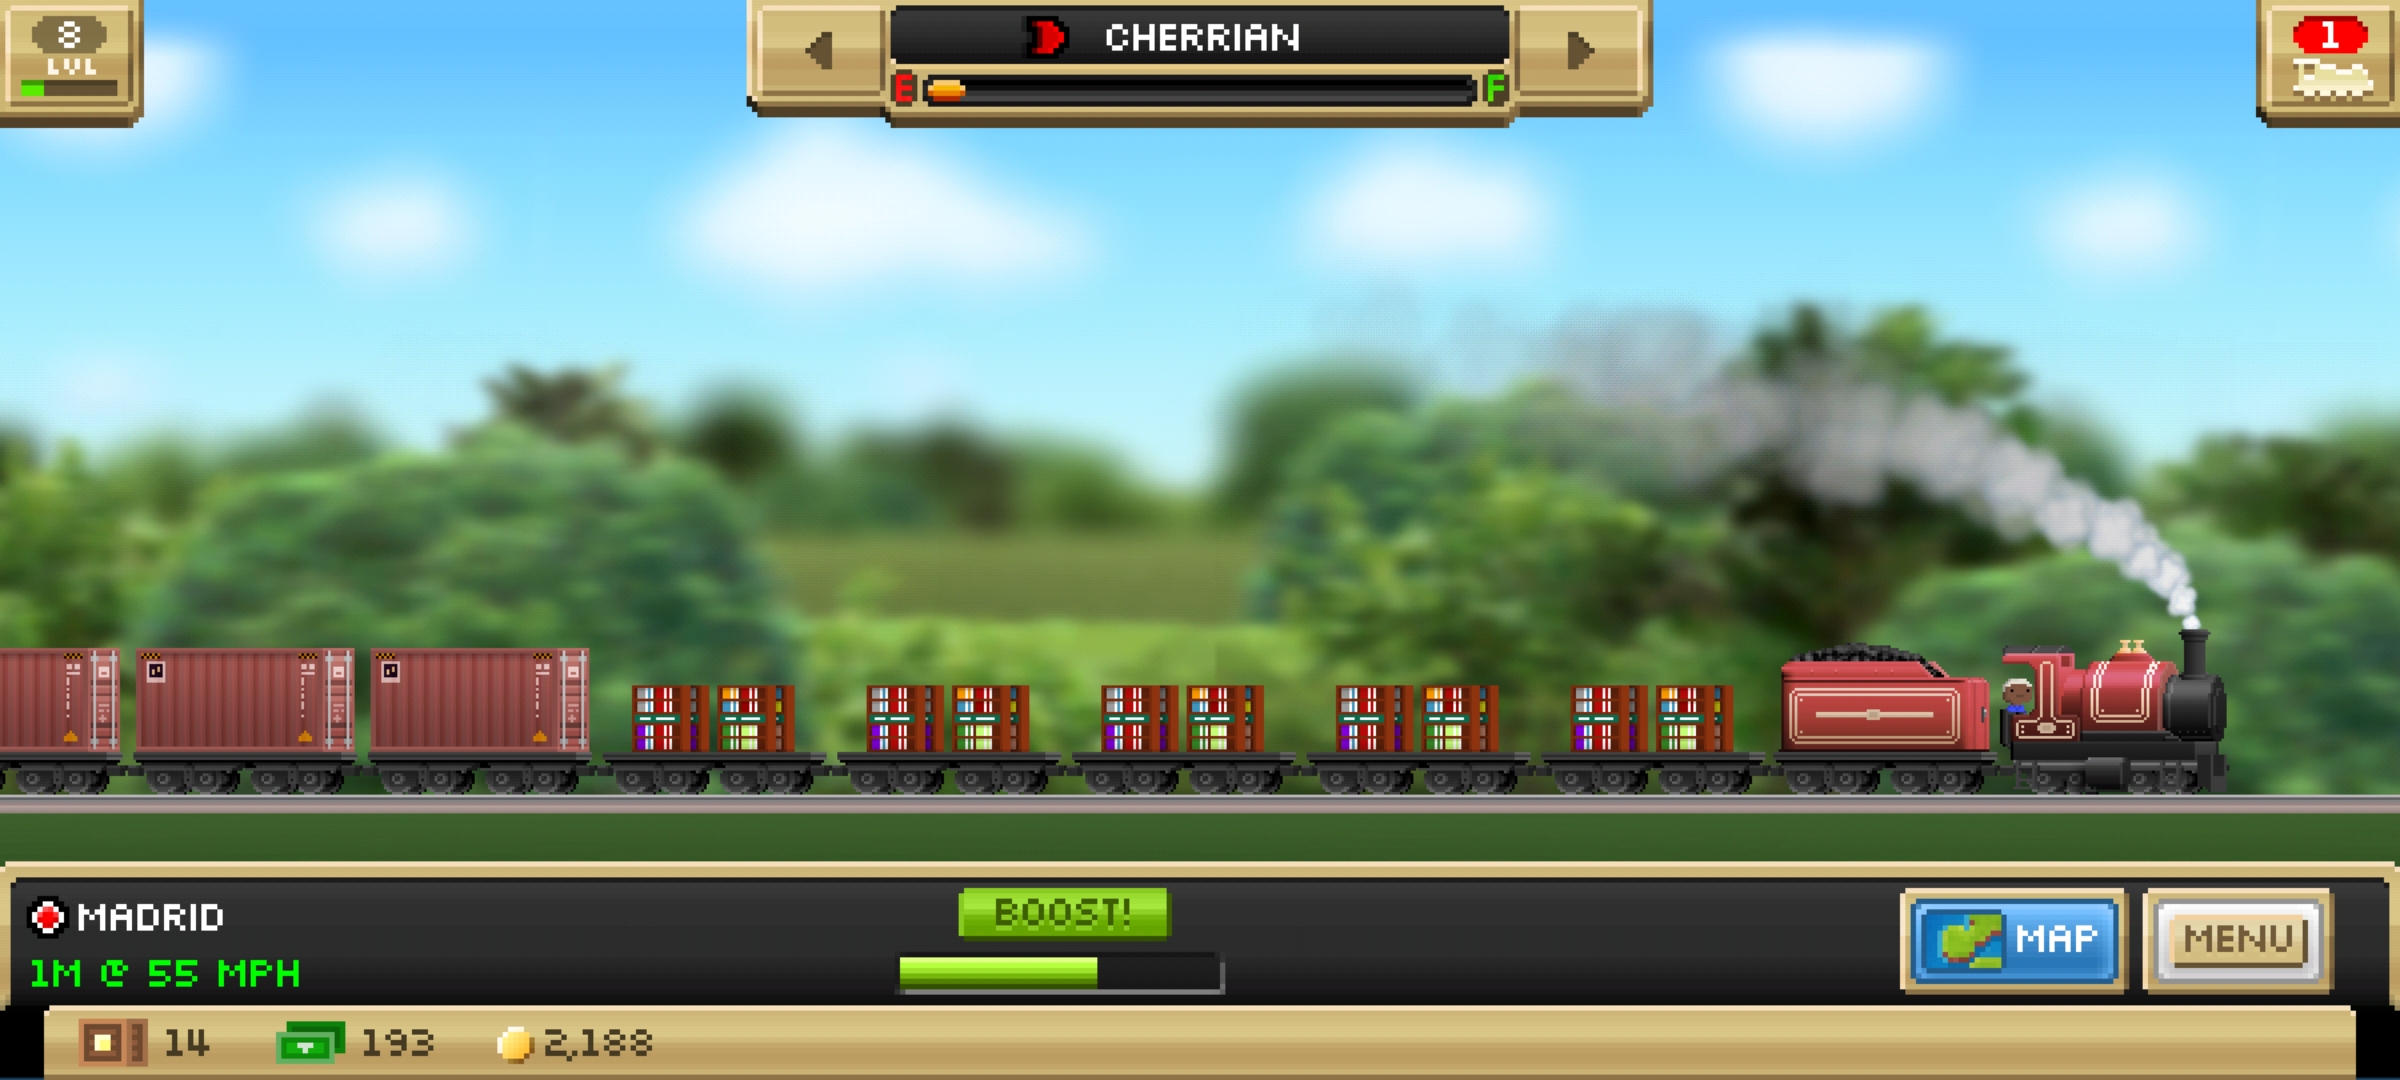 8
LVL
CHERRIAN
E F
1
MADRID
1M @ 55 MPH
BOOST!
MAP
MENU
14 193 2,188